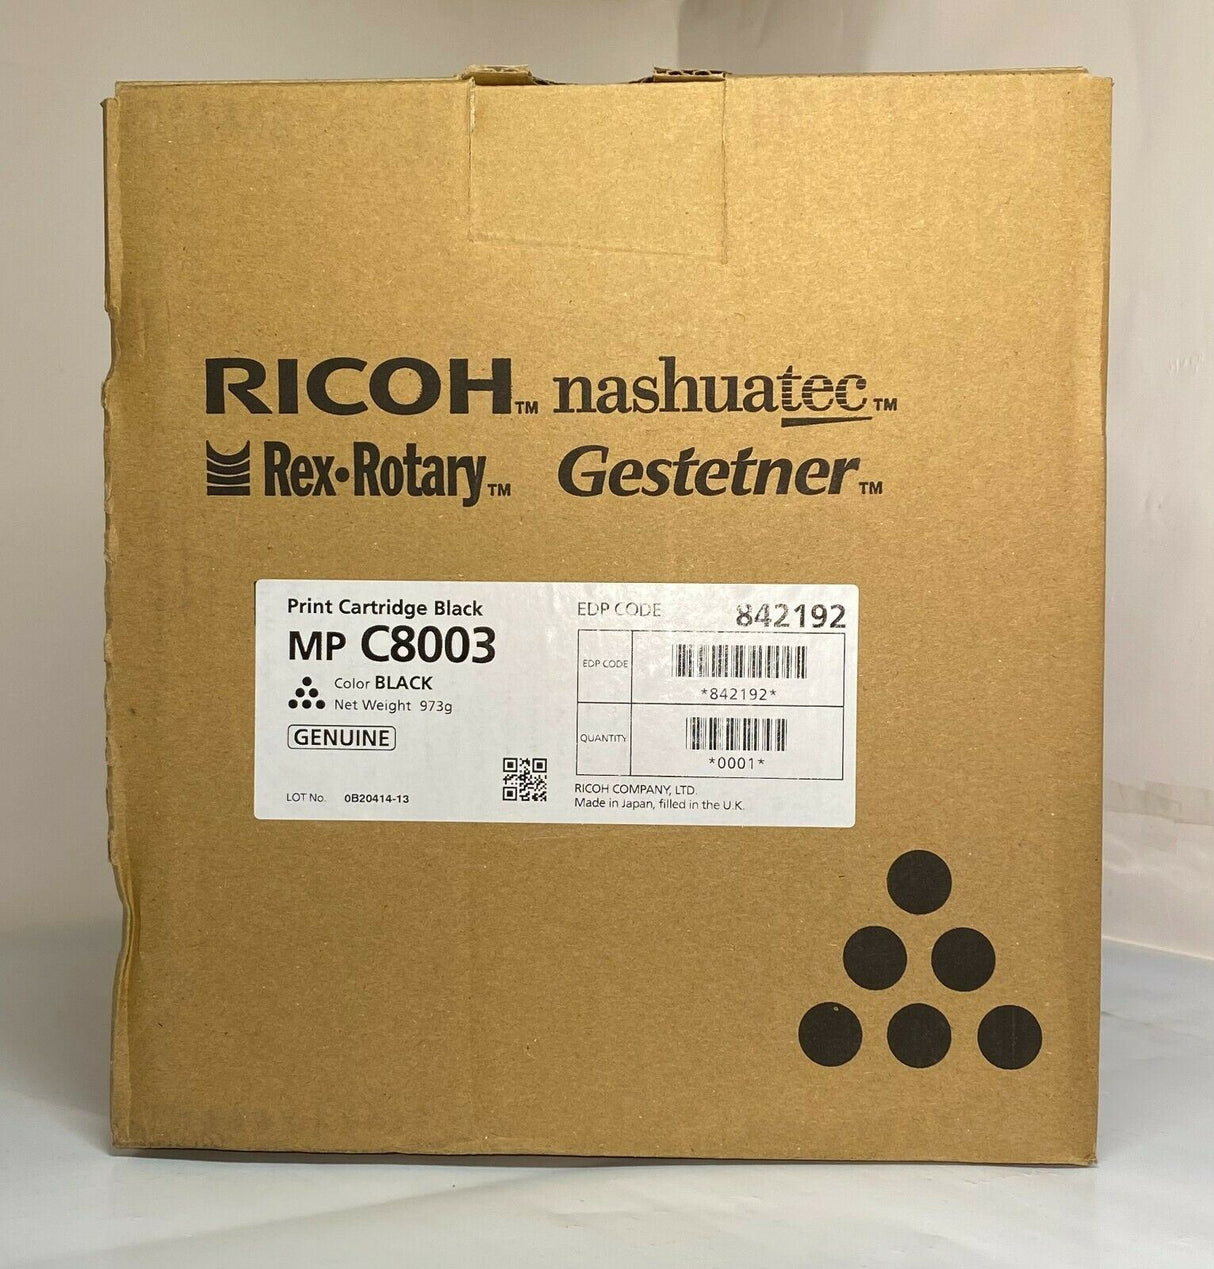 RICOH™ nashuatec™
Rex•Rotary™ Gestetner™
Print Cartridge Black
MP C8003
Color BLACK
Net Weight 973g
GENUINE
LOT No. 0B20414-13
EDP CODE 842192
EDP CODE
*842192*
QUANTITY
*0001*
RICOH COMPANY, LTD.
Made in Japan, filled in the U.K.